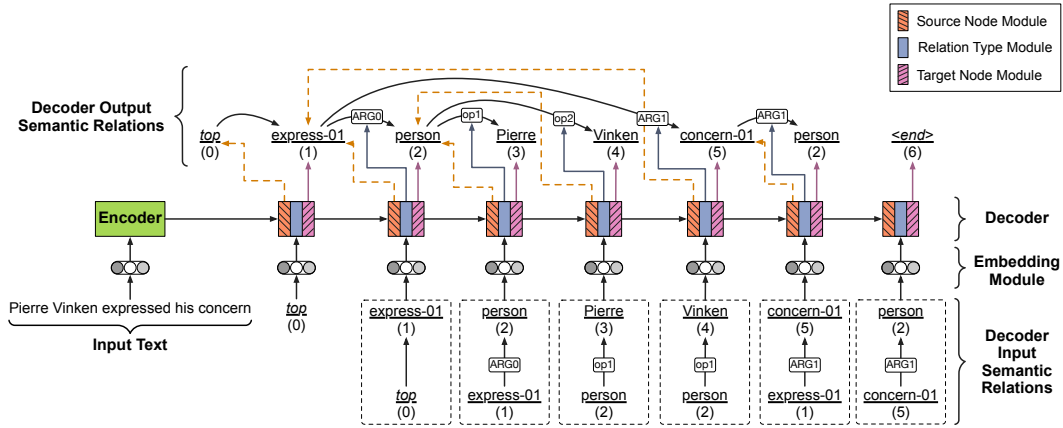 Source Node Module
Relation Type Module
Target Node Module
Decoder Output
Semantic Relations
ARG0
op1
op2
ARG1
ARG1
top
(0)
express-01
(1)
person
(2)
Pierre
(3)
Vinken
(4)
concern-01
(5)
person
(2)
<end>
(6)
Encoder
Decoder
Embedding
Module
Pierre Vinken expressed his concern
Input Text
top
(0)
express-01
(1)
top
(0)
person
(2)
ARG0
express-01
(1)
Pierre
(3)
op1
person
(2)
Vinken
(4)
op1
person
(2)
concern-01
(5)
ARG1
express-01
(1)
person
(2)
ARG1
concern-01
(5)
Decoder
Input
Semantic
Relations